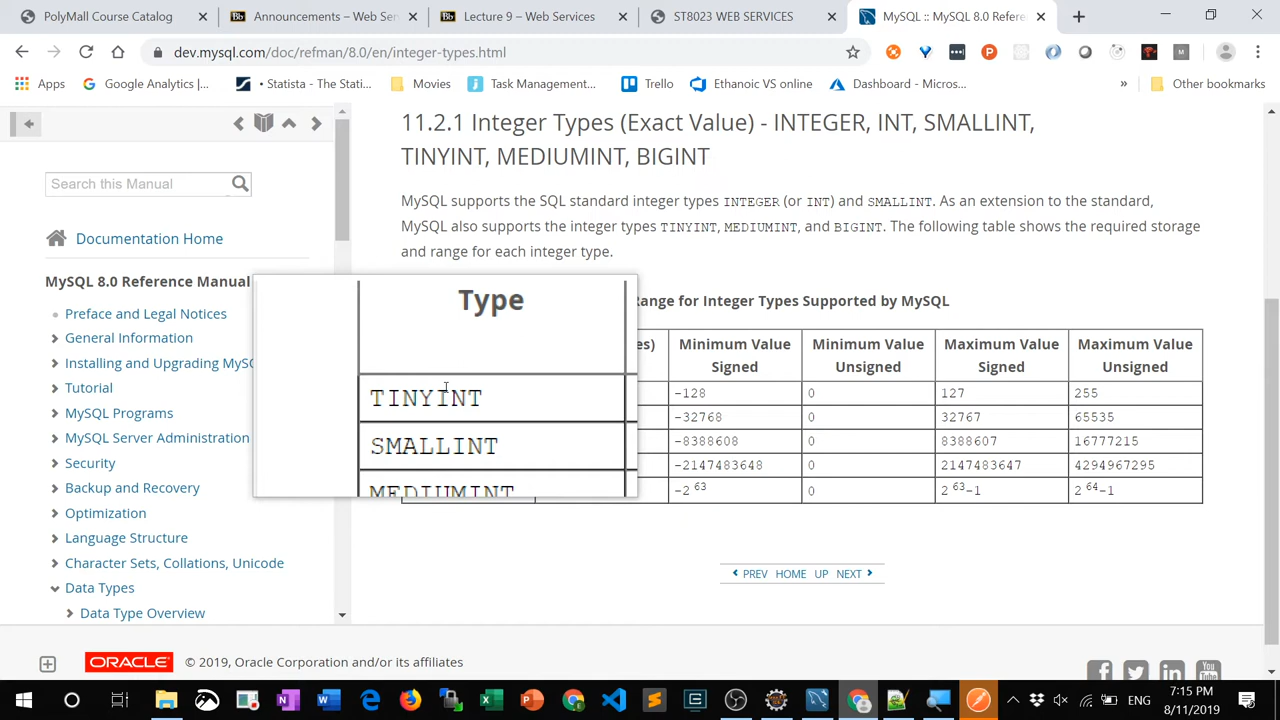 PolyMall Course Catalog
Announcements – Web Ser
Lecture 9 – Web Services
ST8023 WEB SERVICES
MySQL :: MySQL 8.0 Refere
dev.mysql.com/doc/refman/8.0/en/integer-types.html
Apps
Google Analytics |...
• Statista - The Stati...
Movies
Task Management...
Trello
Ethanoic VS online
Dashboard - Micros...
»
Other bookmarks
11.2.1 Integer Types (Exact Value) - INTEGER, INT, SMALLINT,
TINYINT, MEDIUMINT, BIGINT
Search this Manual
MySQL supports the SQL standard integer types INTEGER (or INT) and SMALLINT. As an extension to the standard,
MySQL also supports the integer types TINYINT, MEDIUMINT, and BIGINT. The following table shows the required storage
and range for each integer type.
Documentation Home
MySQL 8.0 Reference Manual
Preface and Legal Notices
General Information
Installing and Upgrading MySQ
Tutorial
MySQL Programs
MySQL Server Administration
Security
Backup and Recovery
Optimization
Language Structure
Character Sets, Collations, Unicode
Data Types
Data Type Overview
Type
TINYINT
SMALLINT
MEDIUMINT
Range for Integer Types Supported by MySQL
es) Minimum Value Signed Minimum Value Unsigned Maximum Value Signed Maximum Value Unsigned
-128 0 127 255
-32768 0 32767 65535
-8388608 0 8388607 16777215
-2147483648 0 2147483647 4294967295
-2^63 0 2^63-1 2^64-1
PREV HOME UP NEXT
ORACLE © 2019, Oracle Corporation and/or its affiliates
ENG
7:15 PM
8/11/2019